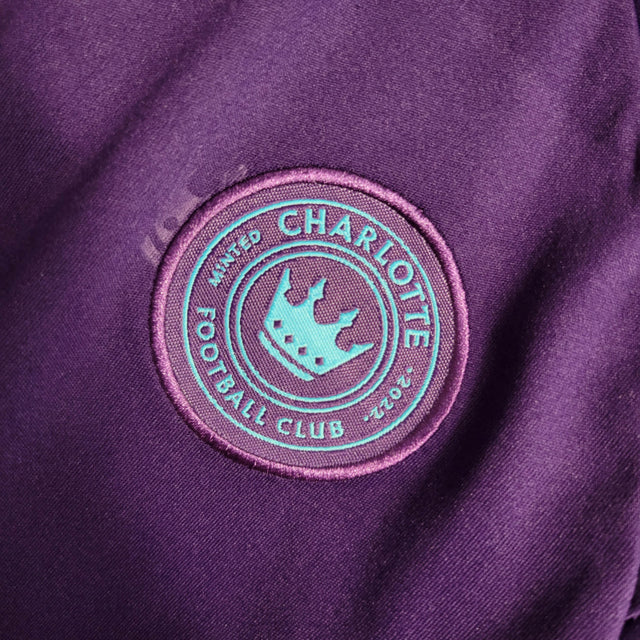 CHARLOTTE
MINTED
-2022-
FOOTBALL CLUB